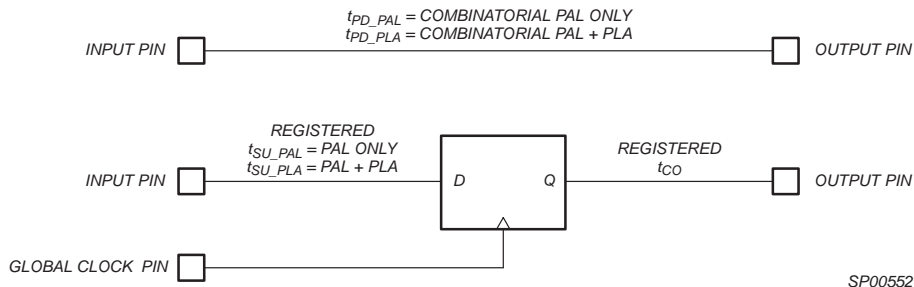 tPD_PAL = COMBINATORIAL PAL ONLY
tPD_PLA = COMBINATORIAL PAL + PLA
INPUT PIN
OUTPUT PIN
REGISTERED
tSU_PAL = PAL ONLY
tSU_PLA = PAL + PLA
REGISTERED
tCO
INPUT PIN
D
Q
OUTPUT PIN
GLOBAL CLOCK PIN
SP00552